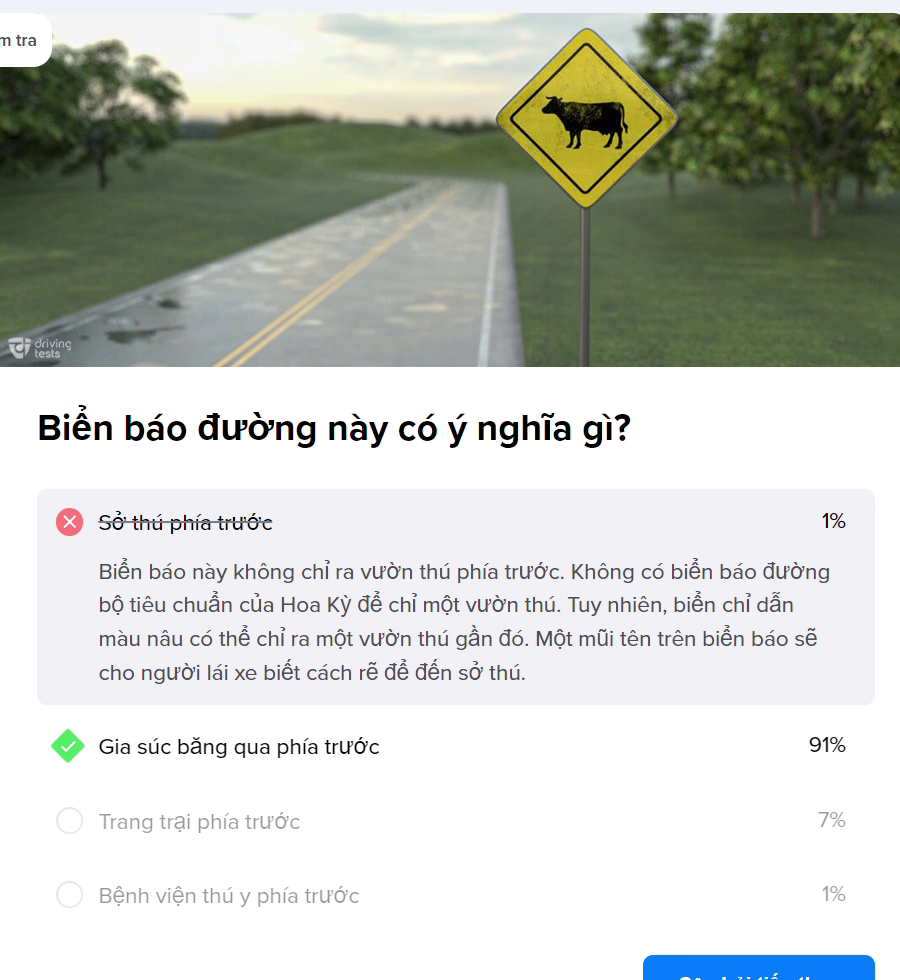 m tra
driving
tests
Biển báo đường này có ý nghĩa gì?
Sở thú phía trước 1%
Biển báo này không chỉ ra vườn thú phía trước. Không có biển báo đường
bộ tiêu chuẩn của Hoa Kỳ để chỉ một vườn thú. Tuy nhiên, biển chỉ dẫn
màu nâu có thể chỉ ra một vườn thú gần đó. Một mũi tên trên biển báo sẽ
cho người lái xe biết cách rẽ để đến sở thú.
Gia súc băng qua phía trước 91%
Trang trại phía trước 7%
Bệnh viện thú y phía trước 1%